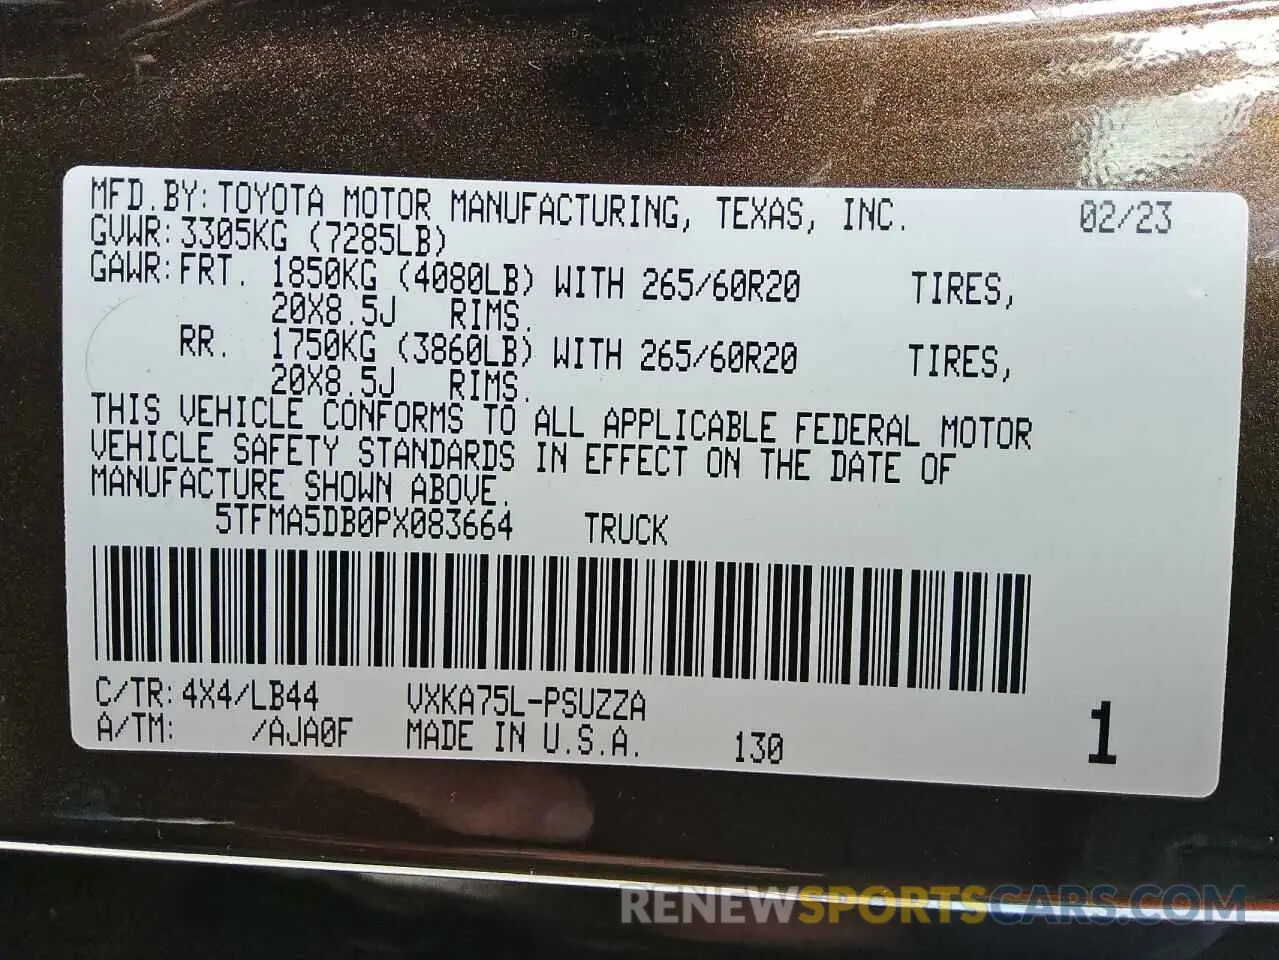 MFD.BY:TOYOTA MOTOR MANUFACTURING, TEXAS, INC. 02/23
GVWR:3305KG (7285LB)
GAWR:FRT. 1850KG (4080LB) WITH 265/60R20 TIRES,
20X8.5J RIMS.
RR. 1750KG (3860LB) WITH 265/60R20 TIRES,
20X8.5J RIMS.
THIS VEHICLE CONFORMS TO ALL APPLICABLE FEDERAL MOTOR
VEHICLE SAFETY STANDARDS IN EFFECT ON THE DATE OF
MANUFACTURE SHOWN ABOVE.
5TFMA5DB0PX083664 TRUCK
C/TR:4X4/LB44 VXKA75L-PSUZZA
A/TM: /AJA0F MADE IN U.S.A. 130 1
RENEWSPORTSCARS.COM